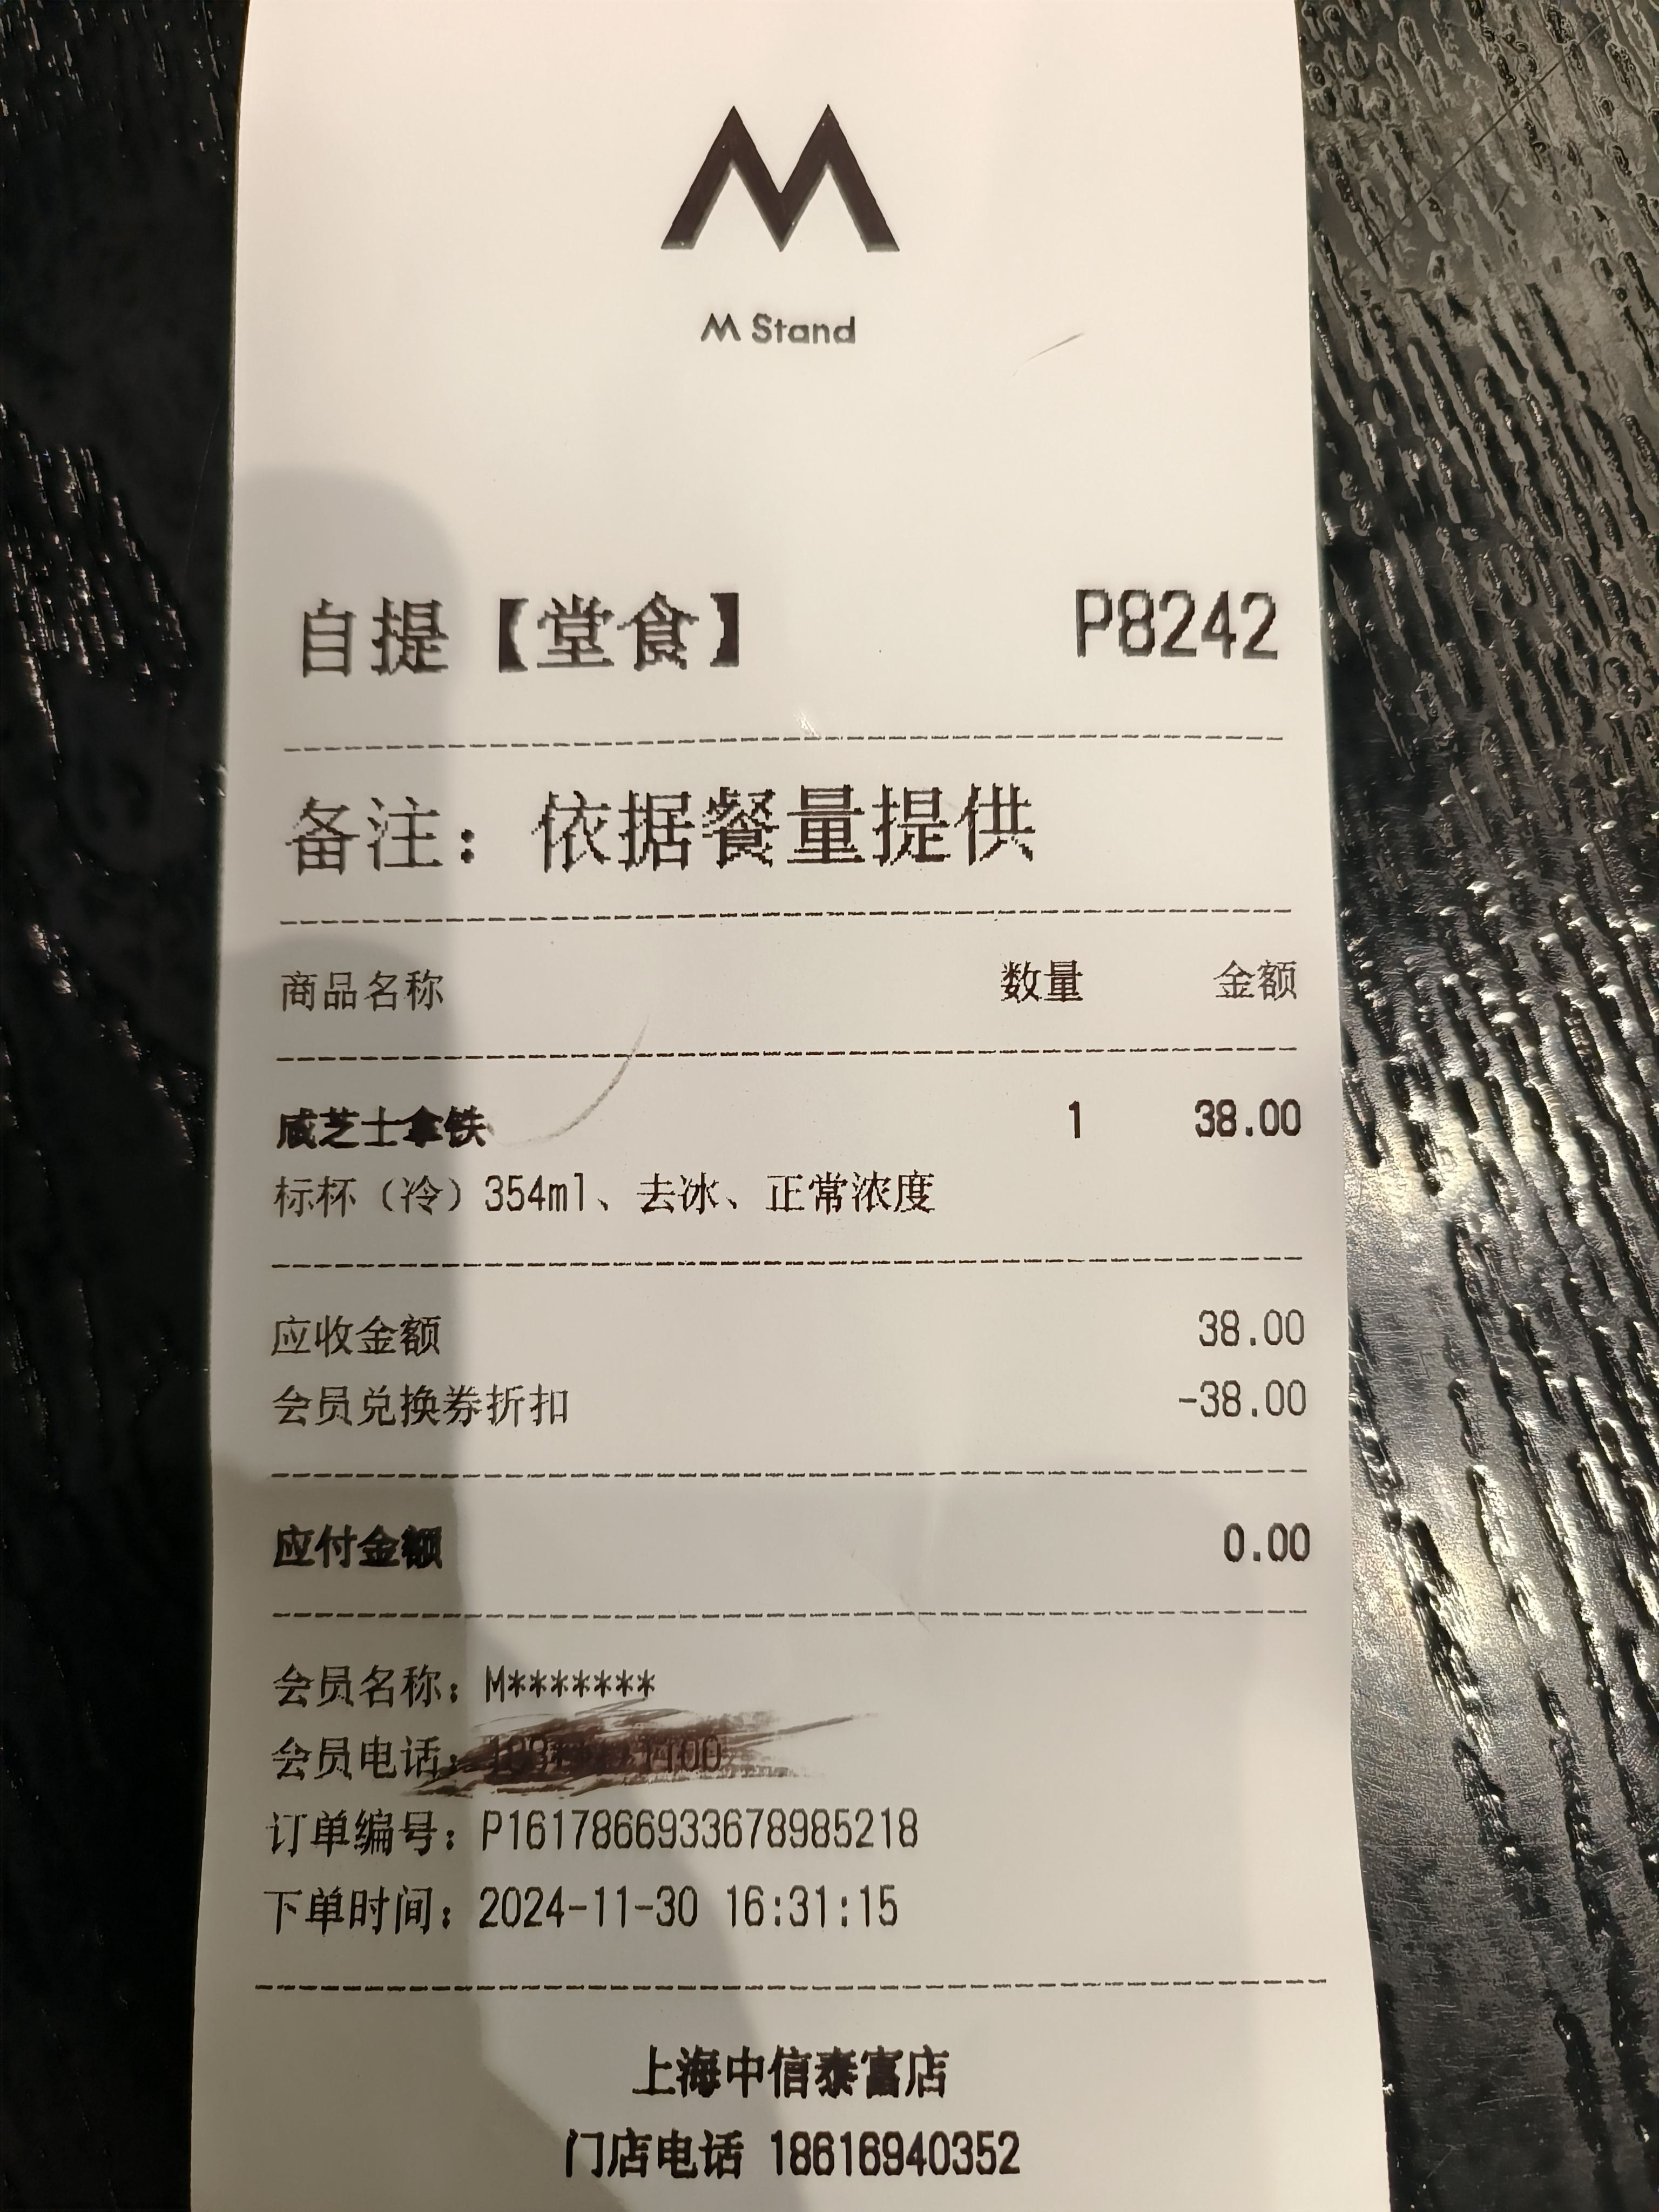 M Stand
自提【堂食】 P8242
备注：依据餐量提供
商品名称 数量 金额
咸芝士拿铁 1 38.00
标杯（冷）354ml、去冰、正常浓度
应收金额 38.00
会员兑换券折扣 -38.00
应付金额 0.00
会员名称：M*******
会员电话：
订单编号：P1617866933678985218
下单时间：2024-11-30 16:31:15
上海中信泰富店
门店电话 18616940352